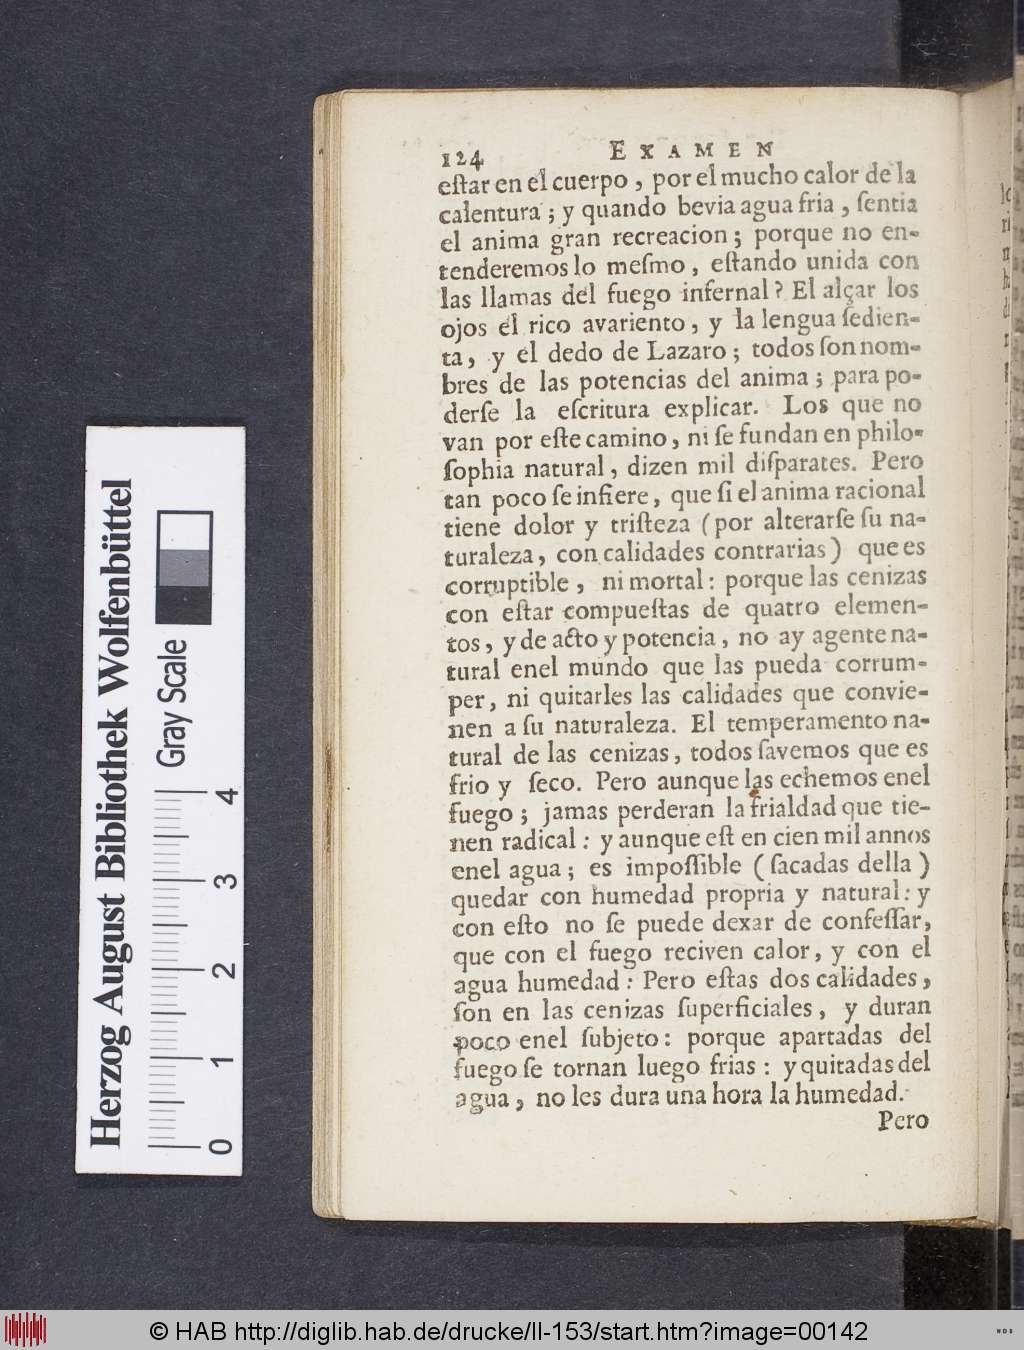 124 EXAMEN
eſtar en el cuerpo, por el mucho calor de la
calentura; y quando bevia agua fria, ſentia
el anima gran recreacion; porque no en-
tenderemos lo meſmo, eſtando unida con
las llamas del fuego infernal? El alçar los
ojos el rico avariento, y la lengua ſedien-
ta, y el dedo de Lazaro; todos ſon nom-
bres de las potencias del anima; para po-
derſe la eſcritura explicar. Los que no
van por eſte camino, ni ſe fundan en philo-
ſophia natural, dizen mil diſparates. Pero
tan poco ſe infiere, que ſi el anima racional
tiene dolor y triſteza (por alterarſe ſu na-
turaleza, con calidades contrarias) que es
corruptible, ni mortal: porque las cenizas
con eſtar compueſtas de quatro elemen-
tos, y de acto y potencia, no ay agente na-
tural enel mundo que las pueda corrum-
per, ni quitarles las calidades que convie-
nen a ſu naturaleza. El temperamento na-
tural de las cenizas, todos ſavemos que es
frio y ſeco. Pero aunque las echemos enel
fuego; jamas perderan la frialdad que tie-
nen radical: y aunque eſt en cien mil annos
enel agua; es impoſſible (ſacadas della)
quedar con humedad propria y natural: y
con eſto no ſe puede dexar de confeſſar,
que con el fuego reciven calor, y con el
agua humedad: Pero eſtas dos calidades,
ſon en las cenizas ſuperficiales, y duran
poco enel ſubjeto: porque apartadas del
fuego ſe tornan luego frias: y quitadas del
agua, no les dura una hora la humedad.
Pero
Herzog August Bibliothek Wolfenbüttel
Gray Scale
0 1 2 3 4
© HAB http://diglib.hab.de/drucke/ll-153/start.htm?image=00142